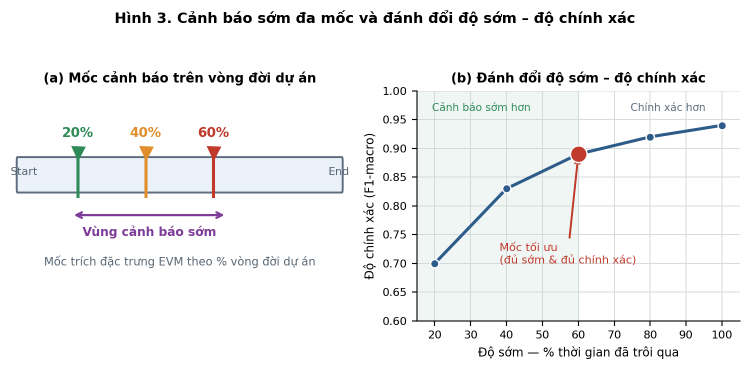 Hình 3. Cảnh báo sớm đa mốc và đánh đổi độ sớm – độ chính xác
(a) Mốc cảnh báo trên vòng đời dự án
20% 40% 60%
Start End
Vùng cảnh báo sớm
Mốc trích đặc trưng EVM theo % vòng đời dự án
(b) Đánh đổi độ sớm – độ chính xác
Cảnh báo sớm hơn Chính xác hơn
Độ chính xác (F1-macro)
1.00
0.95
0.90
0.85
0.80
0.75
0.70
0.65
0.60
Mốc tối ưu
(đủ sớm & đủ chính xác)
20 30 40 50 60 70 80 90 100
Độ sớm — % thời gian đã trôi qua